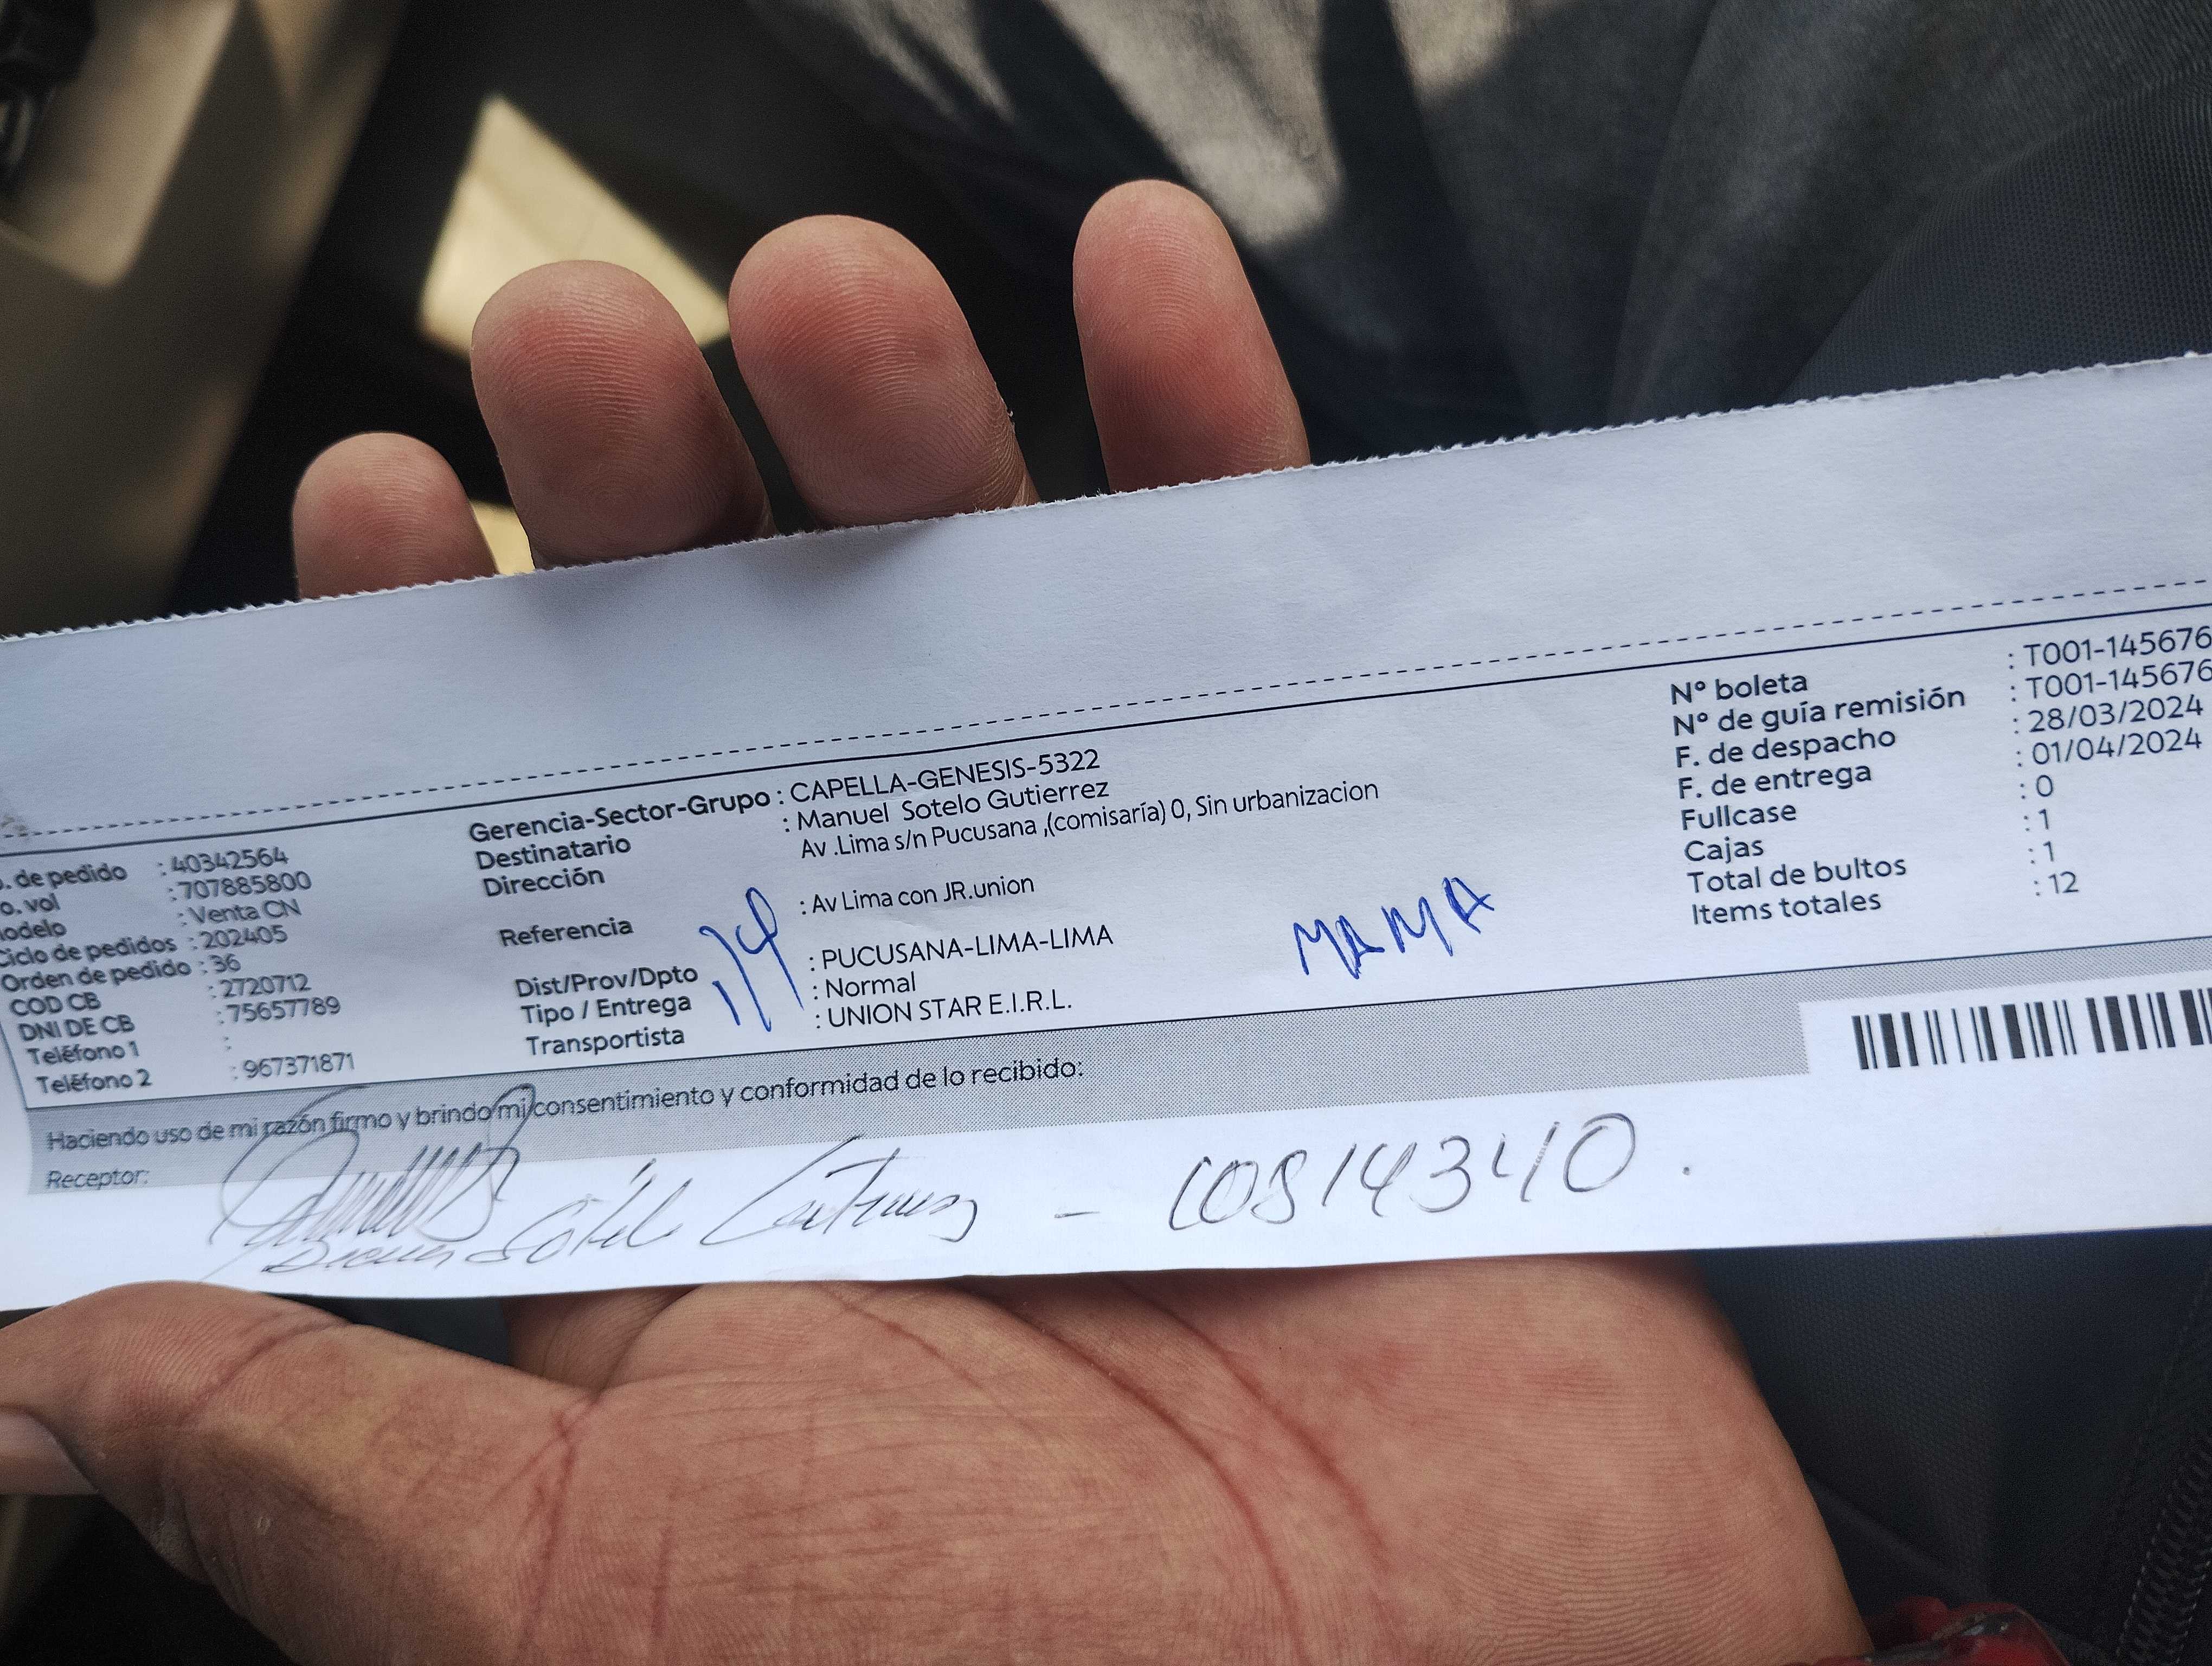 . de pedido : 40342564
o. vol : 707885800
odelo : Venta CN
Ciclo de pedidos : 202405
Orden de pedido : 36
COD CB : 2720712
DNI DE CB : 75657789
Teléfono 1 :
Teléfono 2 : 967371871
Gerencia-Sector-Grupo : CAPELLA-GENESIS-5322
Destinatario : Manuel Sotelo Gutierrez
Dirección Av .Lima s/n Pucusana ,(comisaría) 0, Sin urbanizacion
Referencia : Av Lima con JR.union
Dist/Prov/Dpto : PUCUSANA-LIMA-LIMA
Tipo / Entrega : Normal
Transportista : UNION STAR E.I.R.L.
1/4
MAMA
N° boleta : T001-145676
N° de guía remisión : T001-145676
F. de despacho : 28/03/2024
F. de entrega : 01/04/2024
Fullcase : 0
Cajas : 1
Total de bultos : 1
Items totales : 12
Haciendo uso de mi razón firmo y brindo mi consentimiento y conformidad de lo recibido:
Receptor:
Sotelo - 10814340.